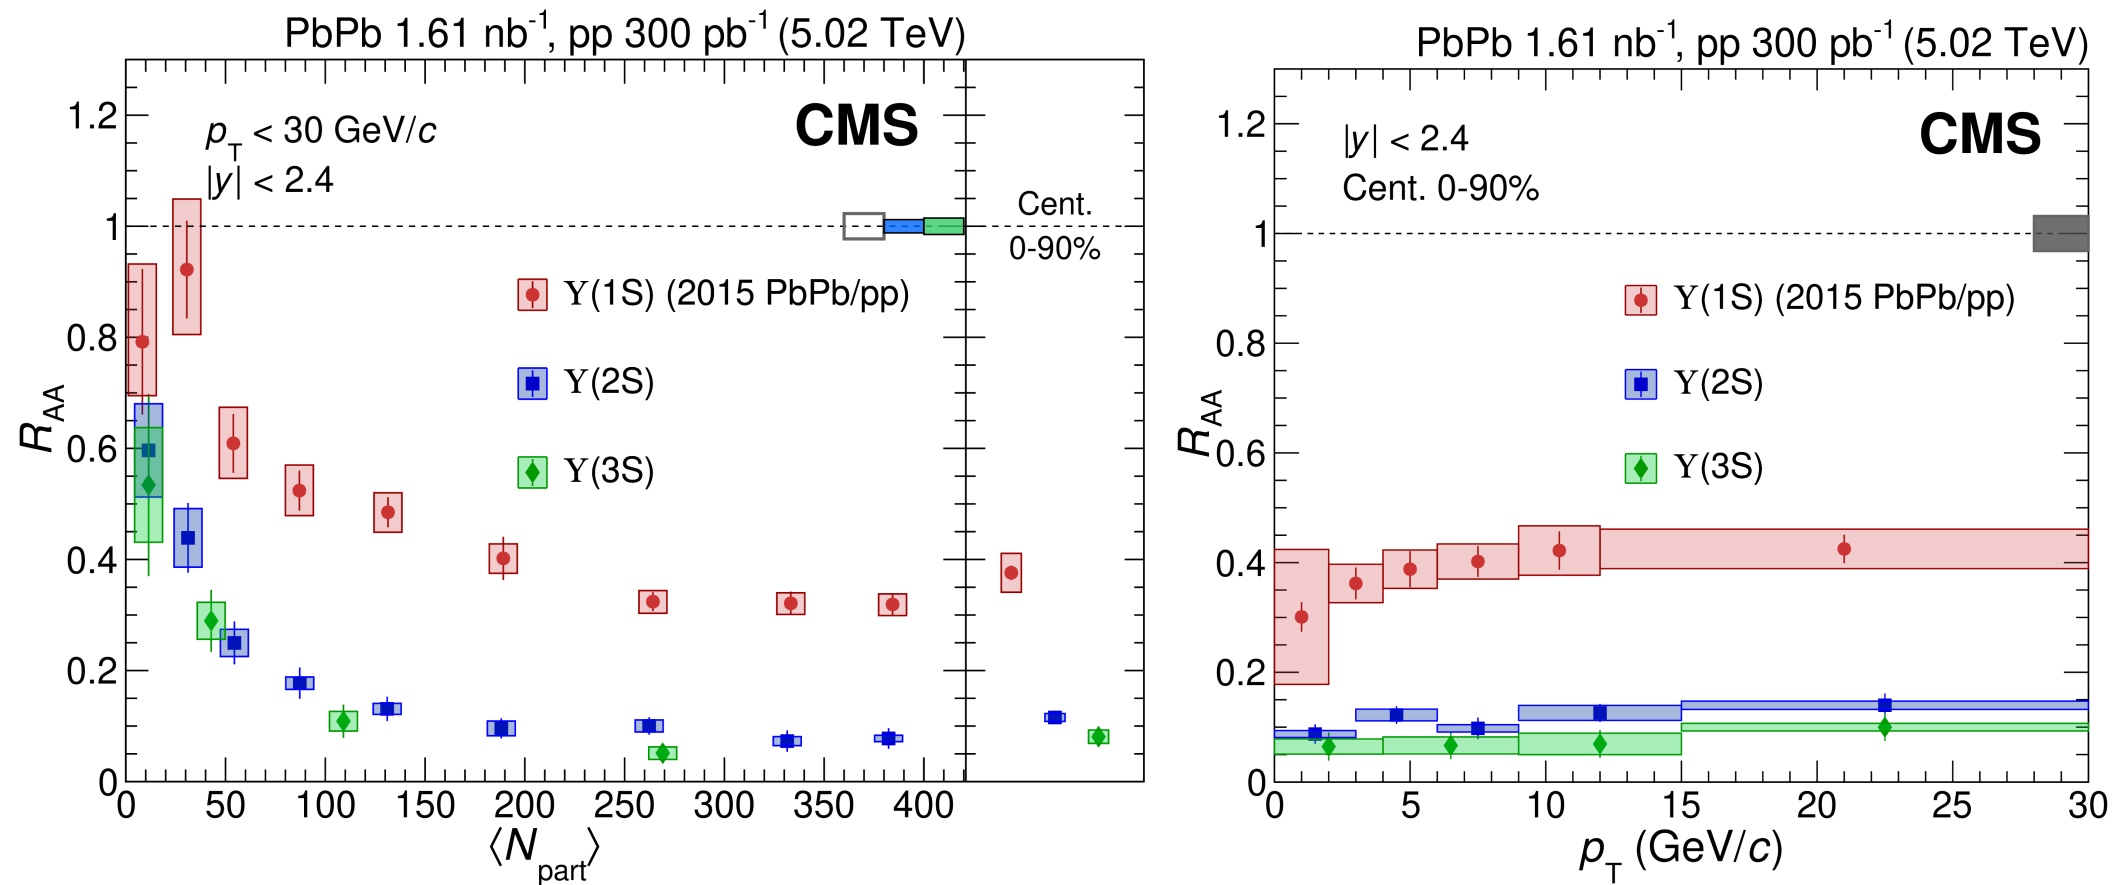 PbPb 1.61 nb⁻¹, pp 300 pb⁻¹ (5.02 TeV)
p_T < 30 GeV/c
|y| < 2.4
CMS
Cent.
0-90%
ϒ(1S) (2015 PbPb/pp)
ϒ(2S)
ϒ(3S)
R_AA
1.2
1
0.8
0.6
0.4
0.2
0
0 50 100 150 200 250 300 350 400
⟨N_part⟩
PbPb 1.61 nb⁻¹, pp 300 pb⁻¹ (5.02 TeV)
|y| < 2.4
Cent. 0-90%
CMS
ϒ(1S) (2015 PbPb/pp)
ϒ(2S)
ϒ(3S)
R_AA
1.2
1
0.8
0.6
0.4
0.2
0
0 5 10 15 20 25 30
p_T (GeV/c)